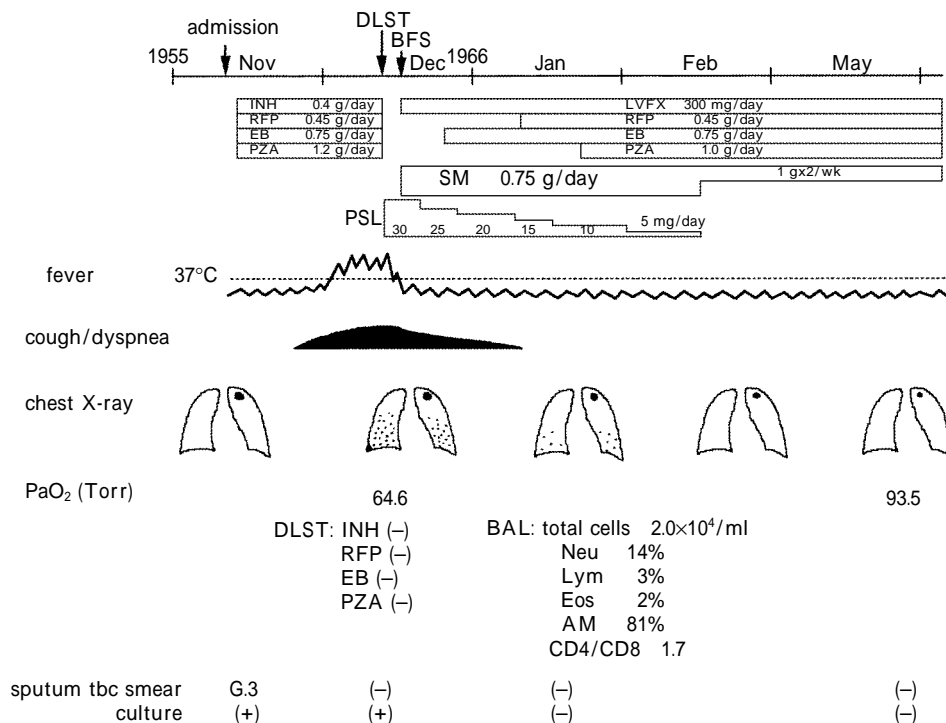 admission
DLST
BFS
1955 Nov Dec 1966 Jan Feb May
INH 0.4 g/day LVFX 300 mg/day
RFP 0.45 g/day RFP 0.45 g/day
EB 0.75 g/day EB 0.75 g/day
PZA 1.2 g/day PZA 1.0 g/day
SM 0.75 g/day 1 gx2/wk
PSL 30 25 20 15 10 5 mg/day
fever 37°C
cough/dyspnea
chest X-ray
PaO₂ (Torr) 64.6 93.5
DLST: INH (–) BAL: total cells 2.0×10⁴/ml
RFP (–) Neu 14%
EB (–) Lym 3%
PZA (–) Eos 2%
AM 81%
CD4/CD8 1.7
sputum tbc smear G.3 (–) (–) (–)
culture (+) (+) (–) (–)